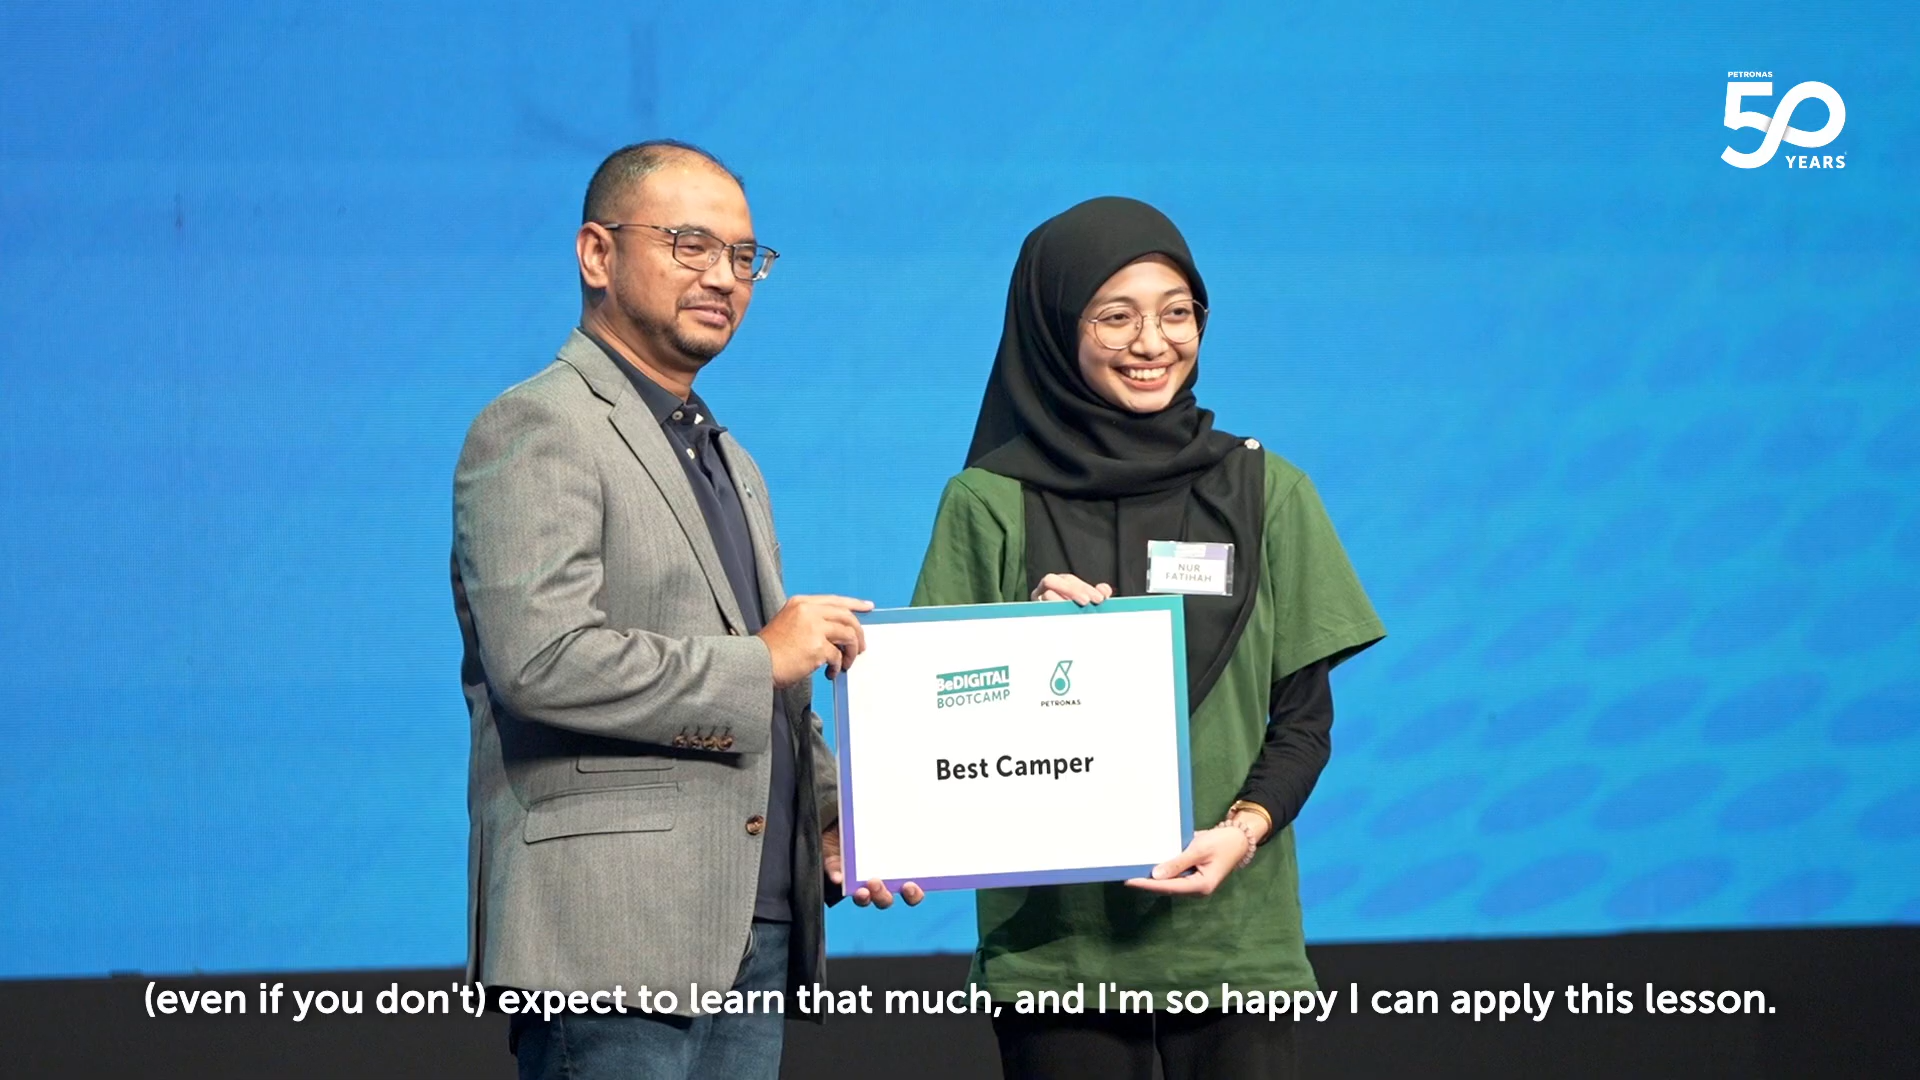 PETRONAS
50
YEARS
NUR
FATIHAH
BeDIGITAL
BOOTCAMP
PETRONAS
Best Camper
(even if you don't) expect to learn that much, and I'm so happy I can apply this lesson.